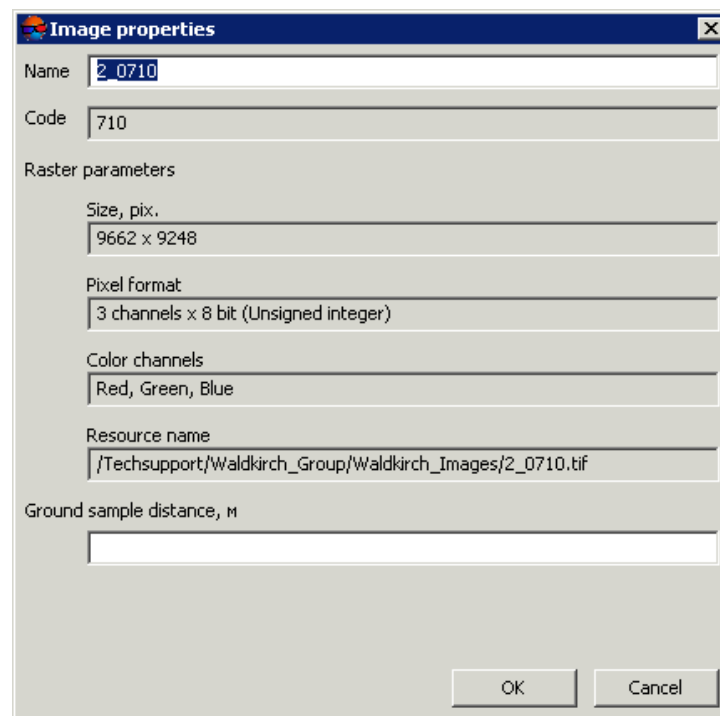 Image properties
Name 2_0710
Code 710
Raster parameters
Size, pix.
9662 x 9248
Pixel format
3 channels x 8 bit (Unsigned integer)
Color channels
Red, Green, Blue
Resource name
/Techsupport/Waldkirch_Group/Waldkirch_Images/2_0710.tif
Ground sample distance, м
OK Cancel